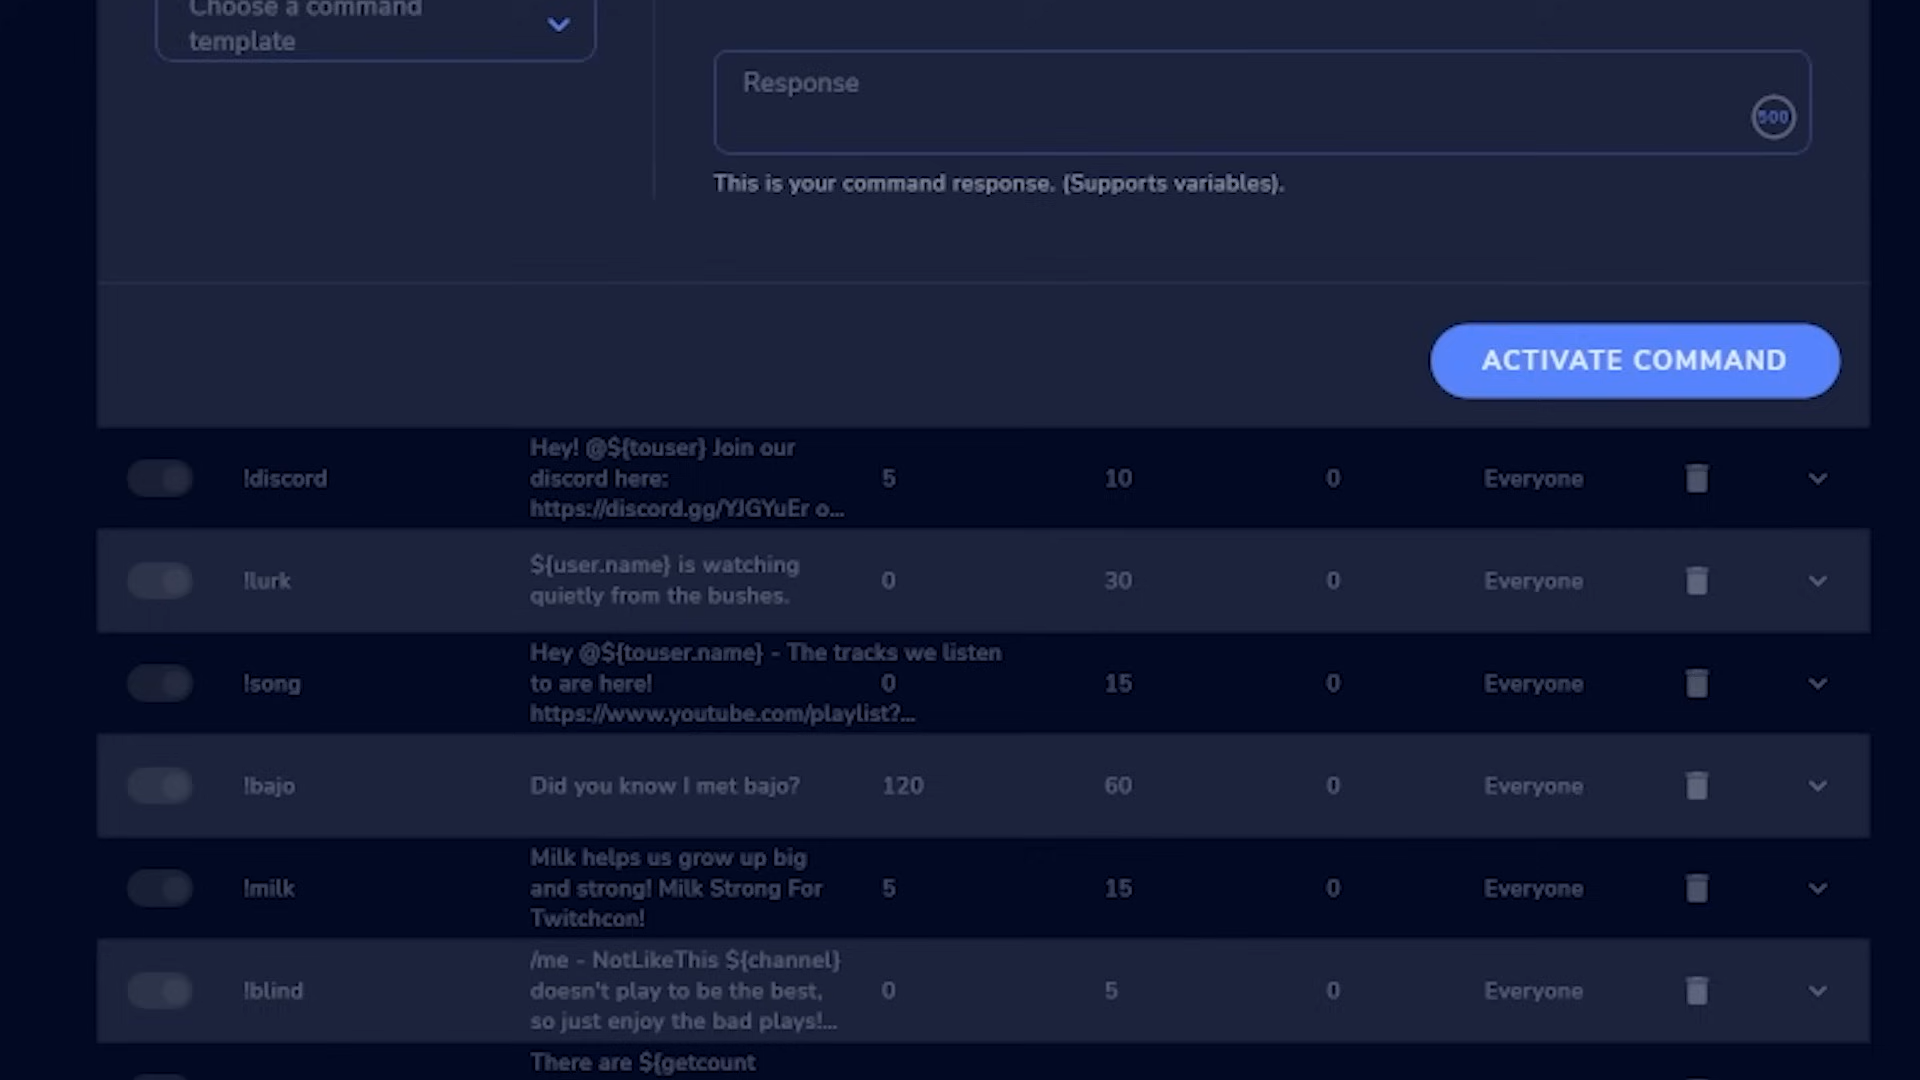 Choose a command
template
Response
500
This is your command response. (Supports variables).
ACTIVATE COMMAND
!discord
Hey! @${touser} Join our
discord here:
https://discord.gg/YJGYuEr o...
5
10
0
Everyone
!lurk
${user.name} is watching
quietly from the bushes.
0
30
0
Everyone
!song
Hey @${touser.name} - The tracks we listen
to are here!
https://www.youtube.com/playlist?...
0
15
0
Everyone
!bajo
Did you know I met bajo?
120
60
0
Everyone
!milk
Milk helps us grow up big
and strong! Milk Strong For
Twitchcon!
5
15
0
Everyone
!blind
/me - NotLikeThis ${channel}
doesn't play to be the best,
so just enjoy the bad plays!...
0
5
0
Everyone
There are ${getcount